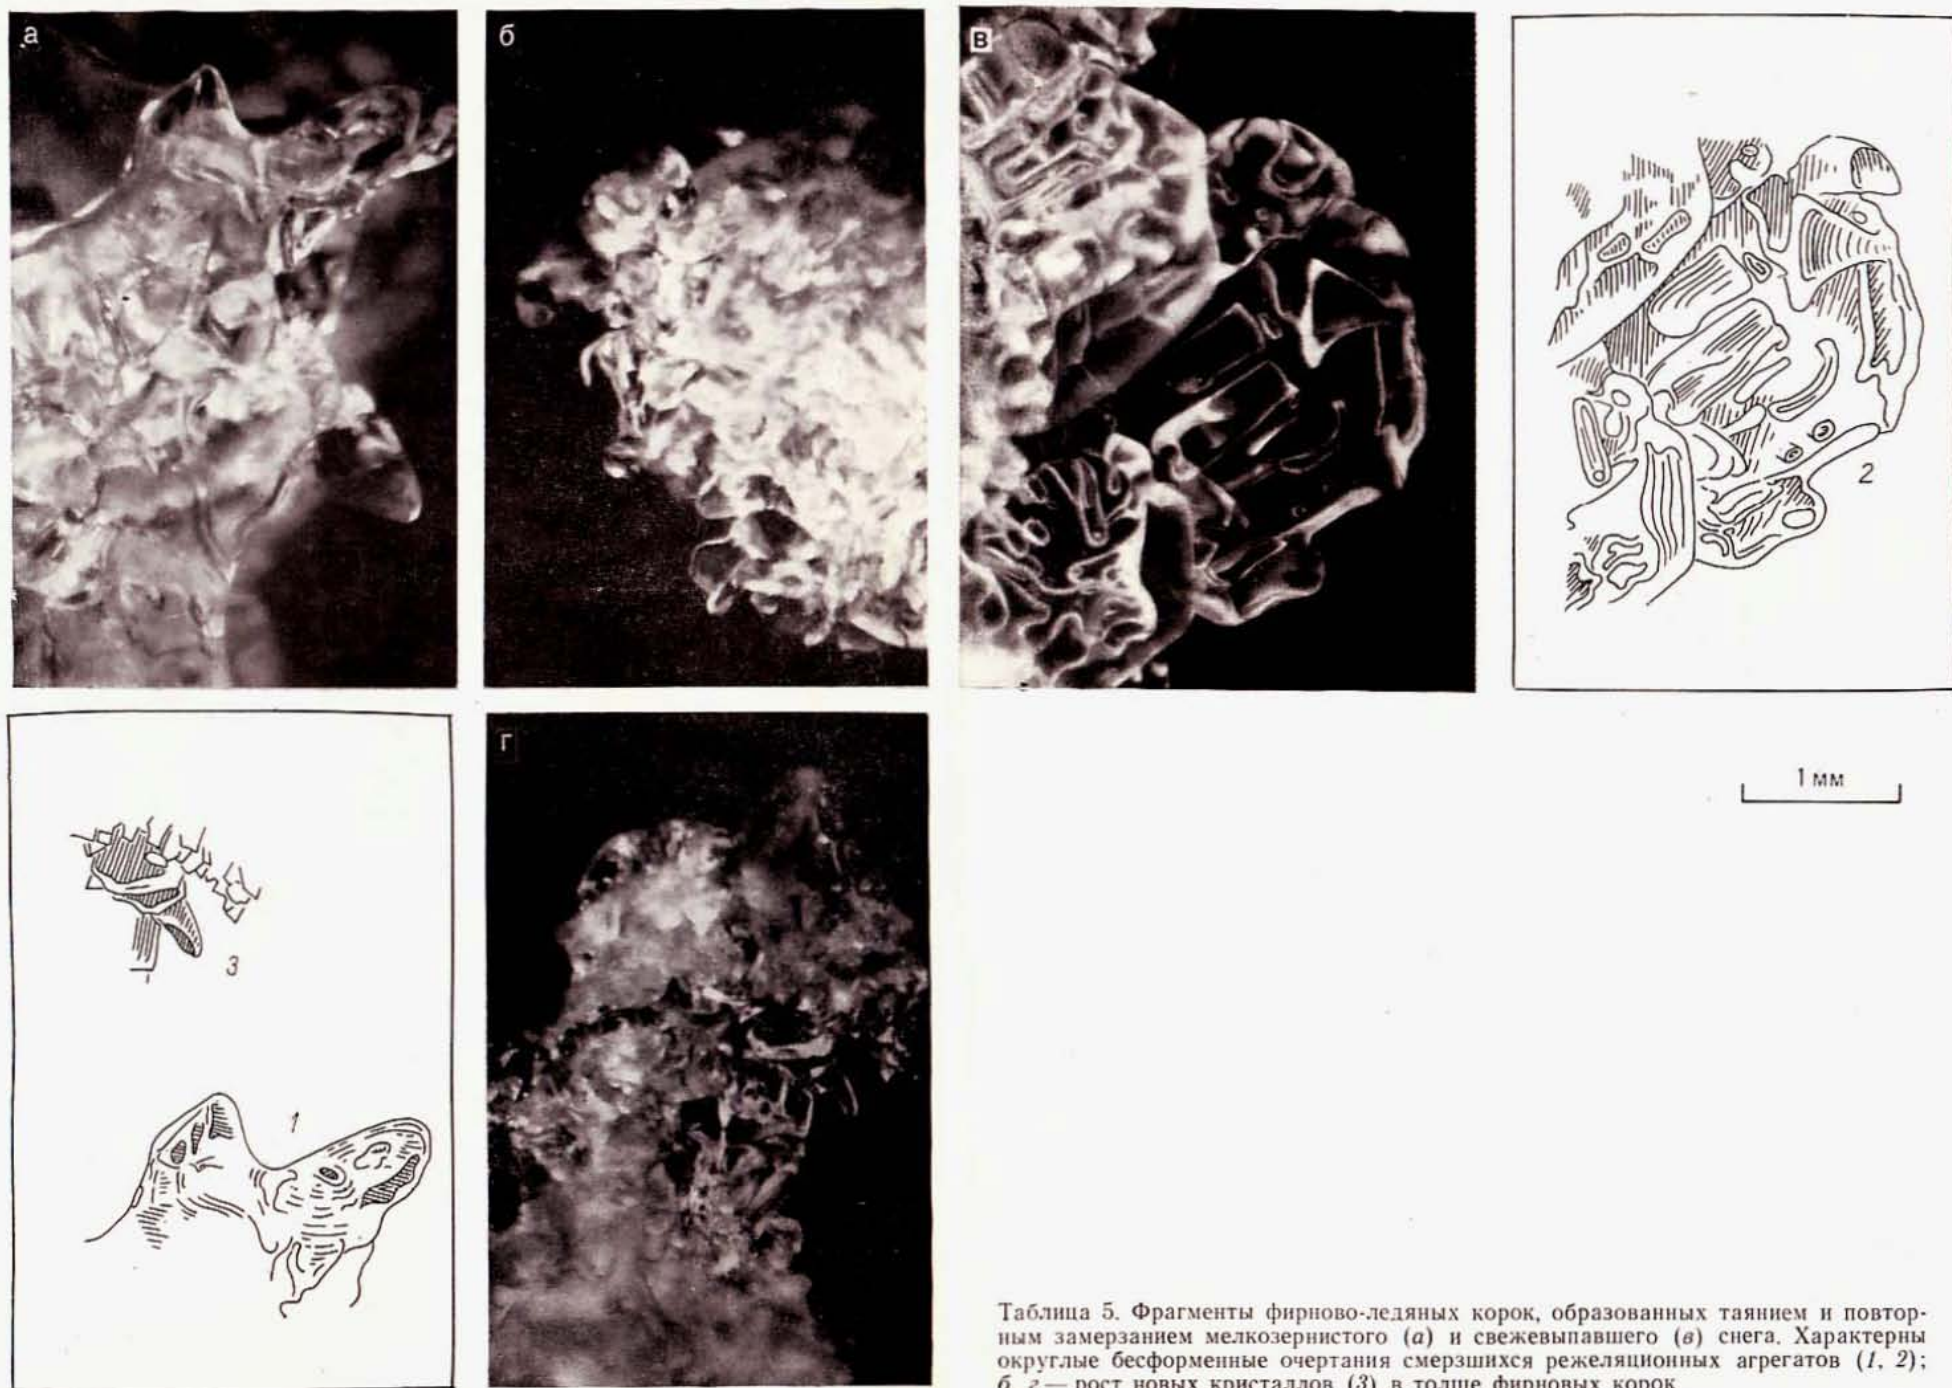 а
б
в
2
г
1 мм
3
1
Таблица 5. Фрагменты фирново-ледяных корок, образованных таянием и повтор-
ным замерзанием мелкозернистого (а) и свежевыпавшего (в) снега. Характерны
округлые бесформенные очертания смерзшихся режеляционных агрегатов (1, 2);
б, г — рост новых кристаллов (3) в толще фирновых корок